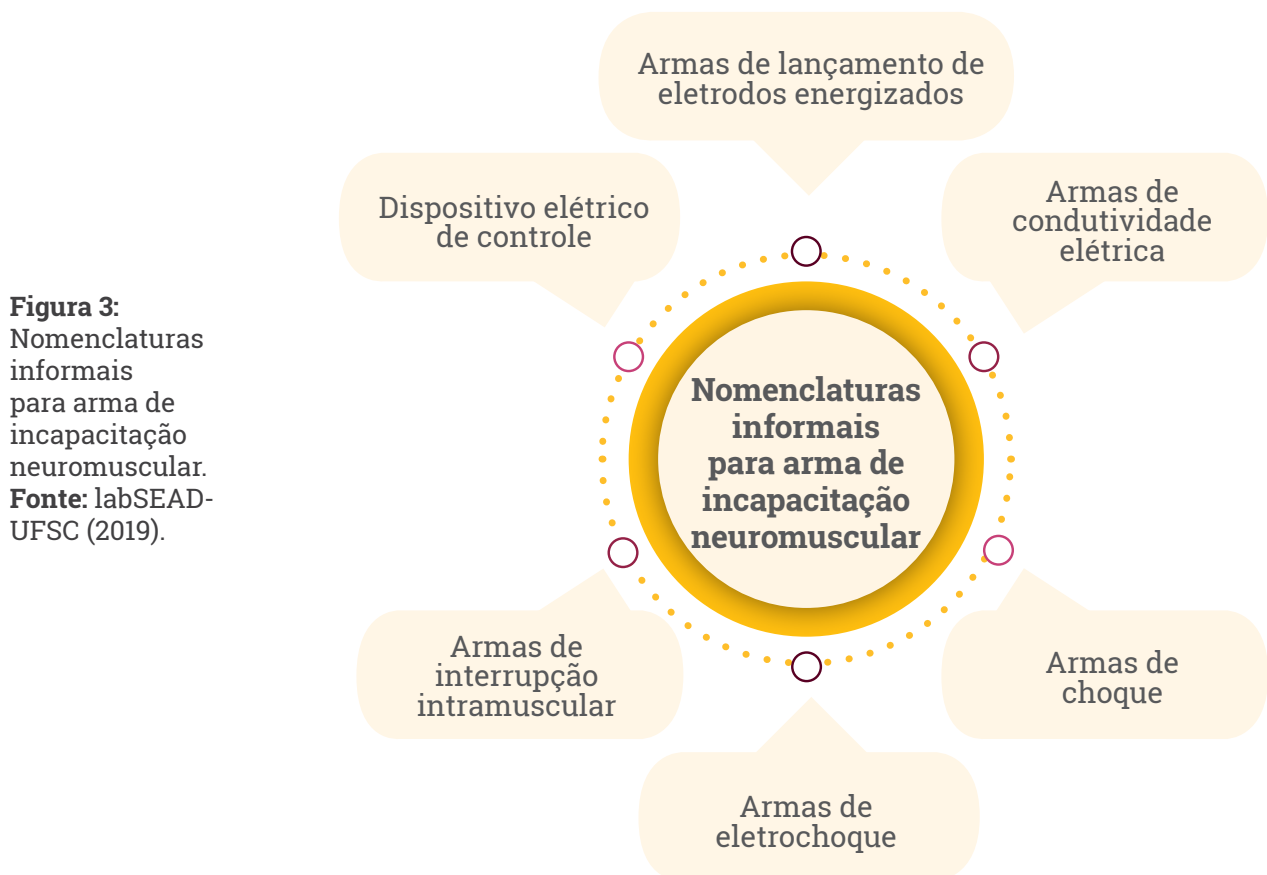 Armas de lançamento de
eletrodos energizados
Dispositivo elétrico
de controle
Armas de
condutividade
elétrica
Figura 3:
Nomenclaturas
informais
para arma de
incapacitação
neuromuscular.
Fonte: labSEAD-
UFSC (2019).
Nomenclaturas
informais
para arma de
incapacitação
neuromuscular
Armas de
interrupção
intramuscular
Armas de
choque
Armas de
eletrochoque